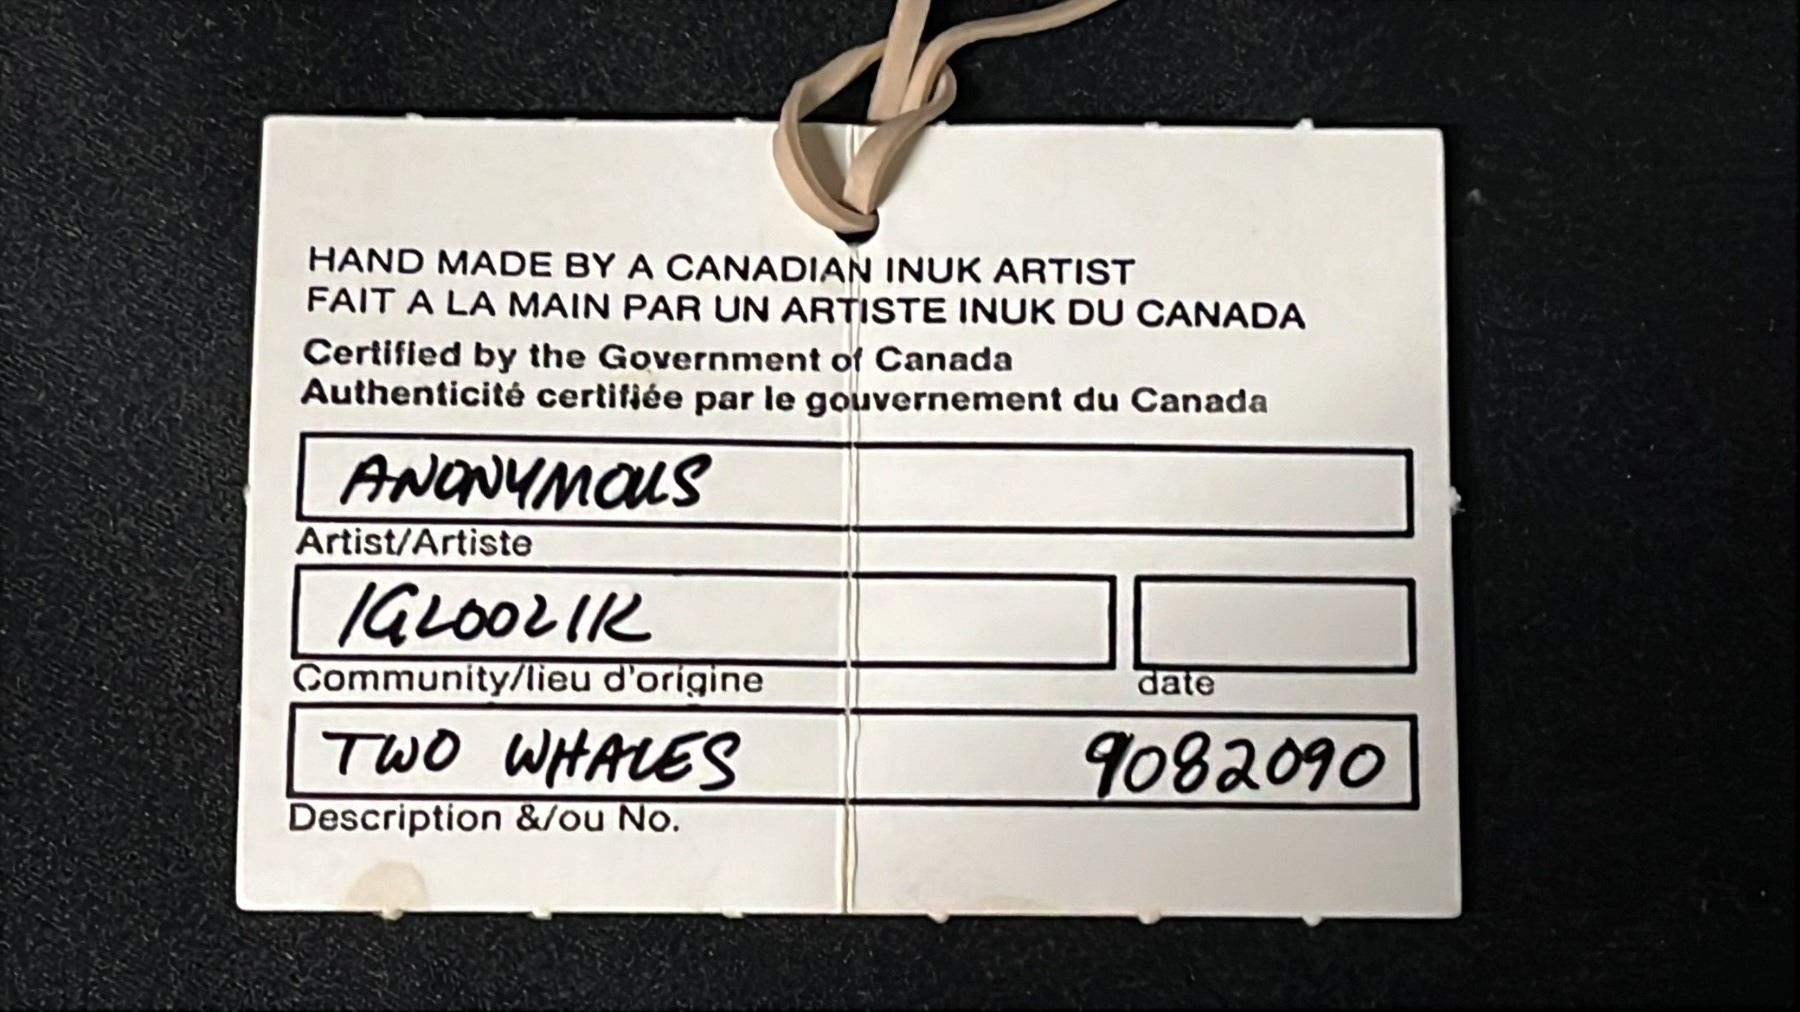 HAND MADE BY A CANADIAN INUK ARTIST
FAIT A LA MAIN PAR UN ARTISTE INUK DU CANADA
Certified by the Government of Canada
Authenticité certifiée par le gouvernement du Canada
ANONYMOUS
Artist/Artiste
IGLOOLIK
Community/lieu d'origine
date
TWO WHALES 9082090
Description &/ou No.